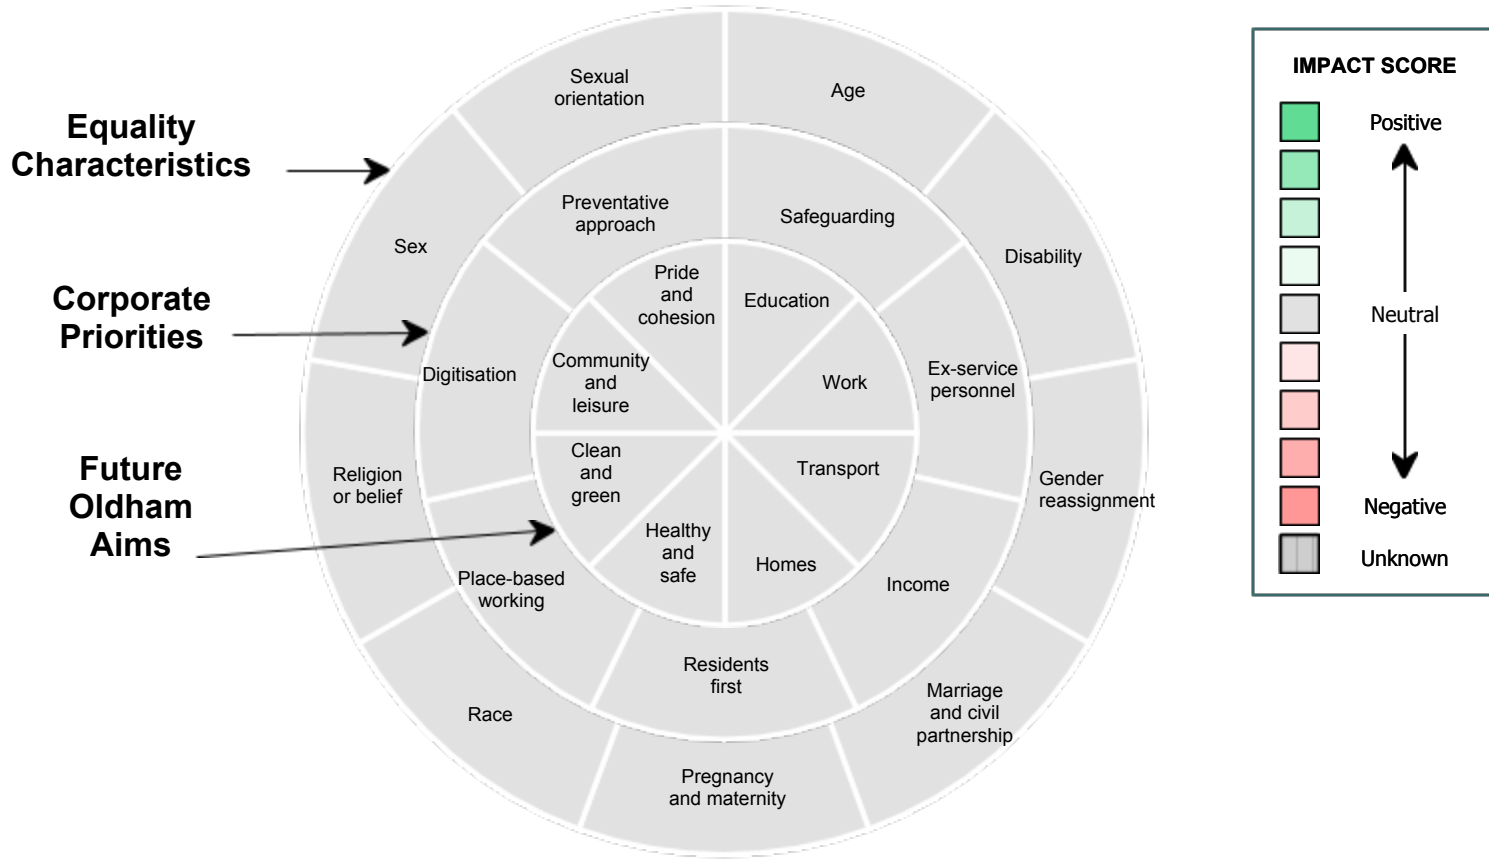 Equality
Characteristics
Corporate
Priorities
Future
Oldham
Aims
Sexual
orientation
Age
Sex
Disability
Religion
or belief
Gender
reassignment
Race
Marriage
and civil
partnership
Pregnancy
and maternity
Preventative
approach
Safeguarding
Digitisation
Ex-service
personnel
Place-based
working
Income
Residents
first
Pride
and
cohesion
Education
Community
and
leisure
Work
Clean
and
green
Transport
Healthy
and
safe
Homes
IMPACT SCORE
Positive
Neutral
Negative
Unknown